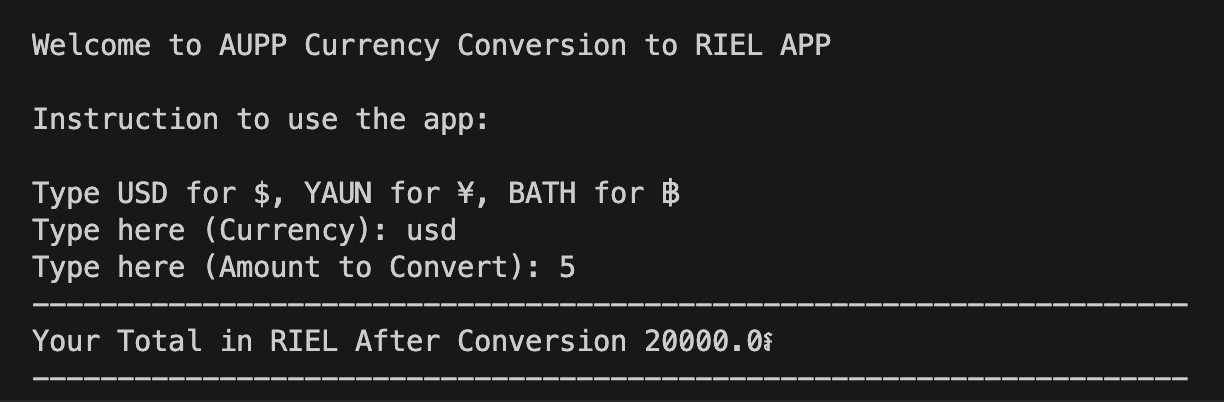 Welcome to AUPP Currency Conversion to RIEL APP
Instruction to use the app:
Type USD for $, YAUN for ¥, BATH for ฿
Type here (Currency): usd
Type here (Amount to Convert): 5
--------------------------------------------------------------------
Your Total in RIEL After Conversion 20000.0៛
--------------------------------------------------------------------